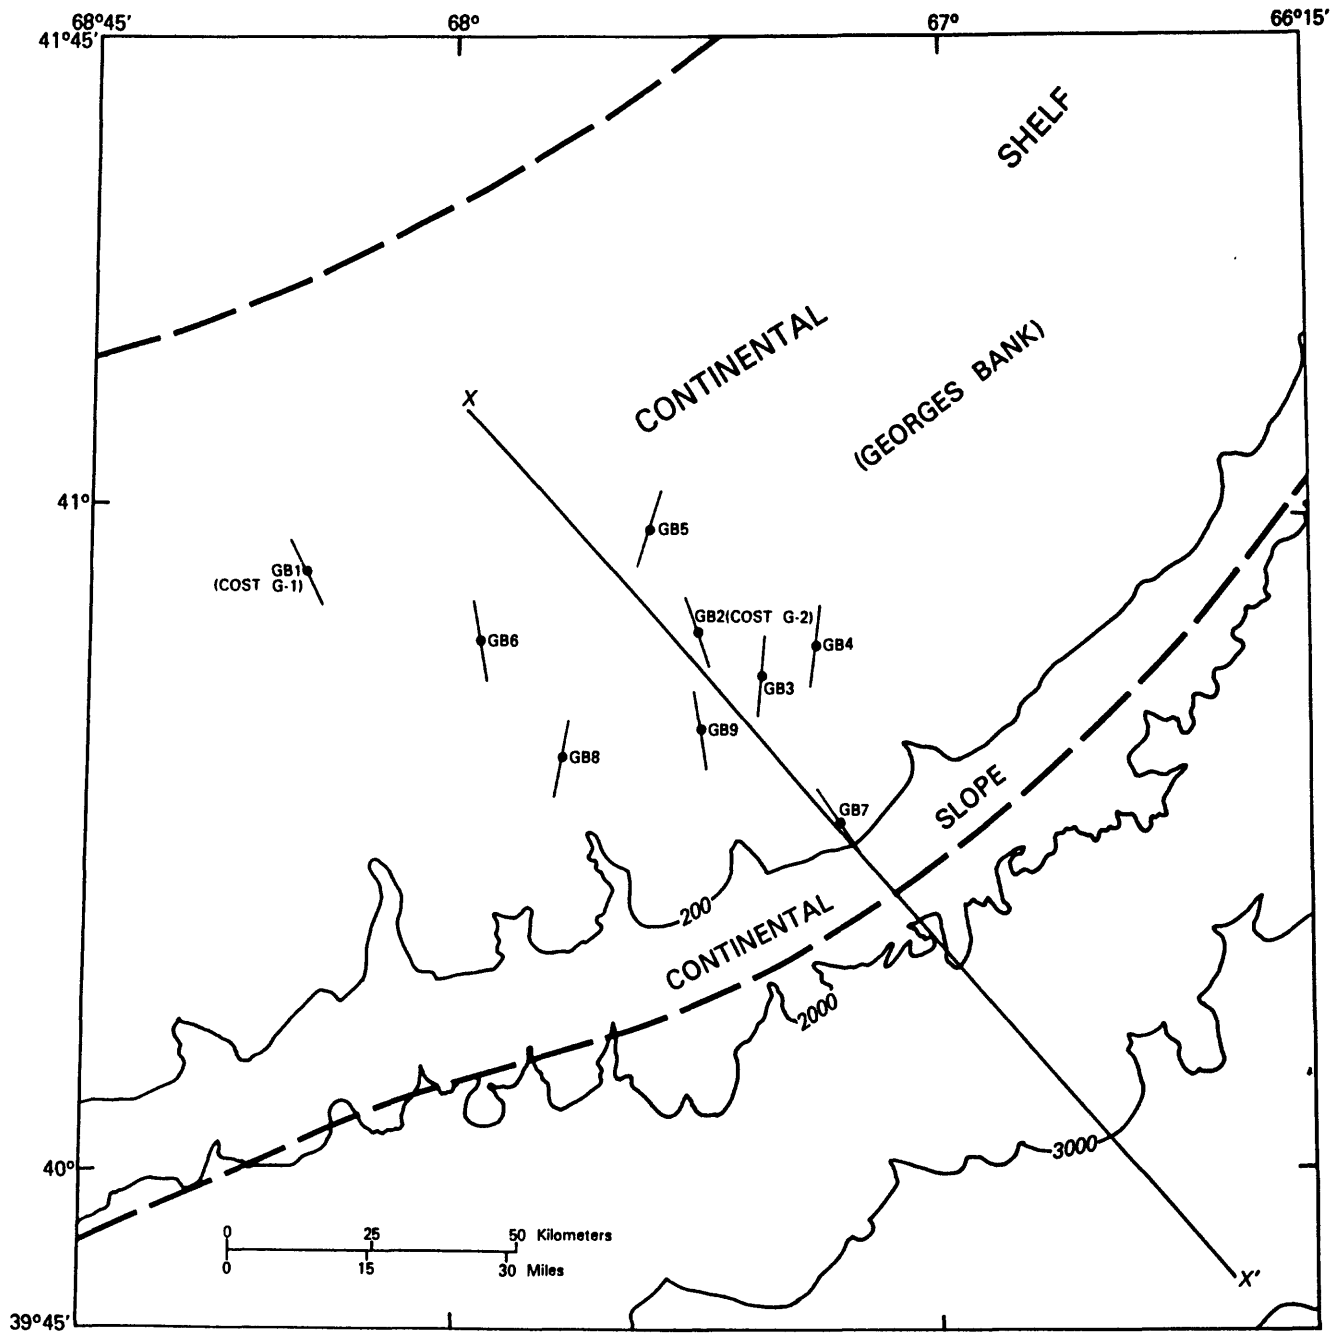 68°45′
68°
67°
66°15′
41°45′
SHELF
CONTINENTAL
(GEORGES BANK)
X
41°
GB5
GB1
(COST G-1)
GB2(COST G-2)
GB6
GB4
GB3
GB9
GB8
GB7
SLOPE
200
CONTINENTAL
2000
3000
40°
0 25 50 Kilometers
0 15 30 Miles
X′
39°45′